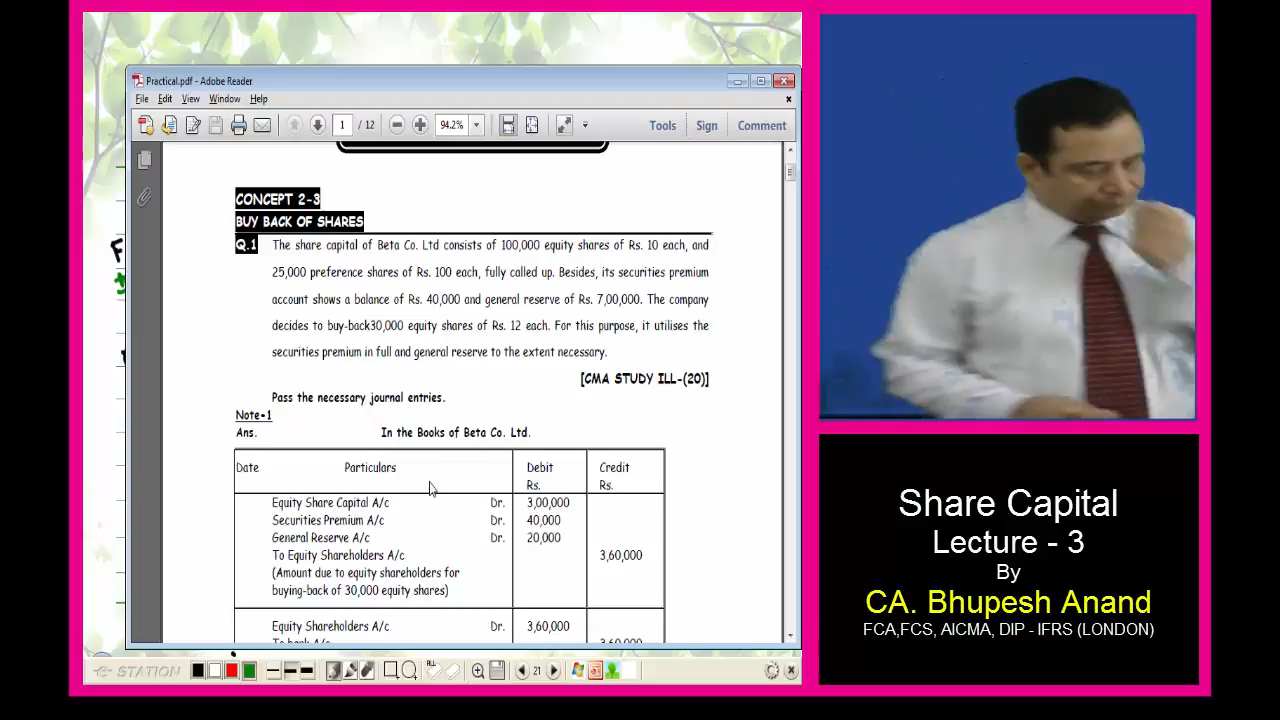 Practical.pdf - Adobe Reader
File Edit View Window Help
1 / 12 94.2% Tools Sign Comment
CONCEPT 2-3
BUY BACK OF SHARES
Q.1 The share capital of Beta Co. Ltd consists of 100,000 equity shares of Rs. 10 each, and
25,000 preference shares of Rs. 100 each, fully called up. Besides, its securities premium
account shows a balance of Rs. 40,000 and general reserve of Rs. 7,00,000. The company
decides to buy-back30,000 equity shares of Rs. 12 each. For this purpose, it utilises the
securities premium in full and general reserve to the extent necessary.
[CMA STUDY ILL-(20)]
Pass the necessary journal entries.
Note-1
Ans. In the Books of Beta Co. Ltd.
Date Particulars Debit Credit
Rs. Rs.
Equity Share Capital A/c Dr. 3,00,000
Securities Premium A/c Dr. 40,000
General Reserve A/c Dr. 20,000
To Equity Shareholders A/c 3,60,000
(Amount due to equity shareholders for
buying-back of 30,000 equity shares)
Equity Shareholders A/c Dr. 3,60,000
To bank A/c 3,60,000
e-STATION ALL 21
Share Capital
Lecture - 3
By
CA. Bhupesh Anand
FCA,FCS, AICMA, DIP - IFRS (LONDON)